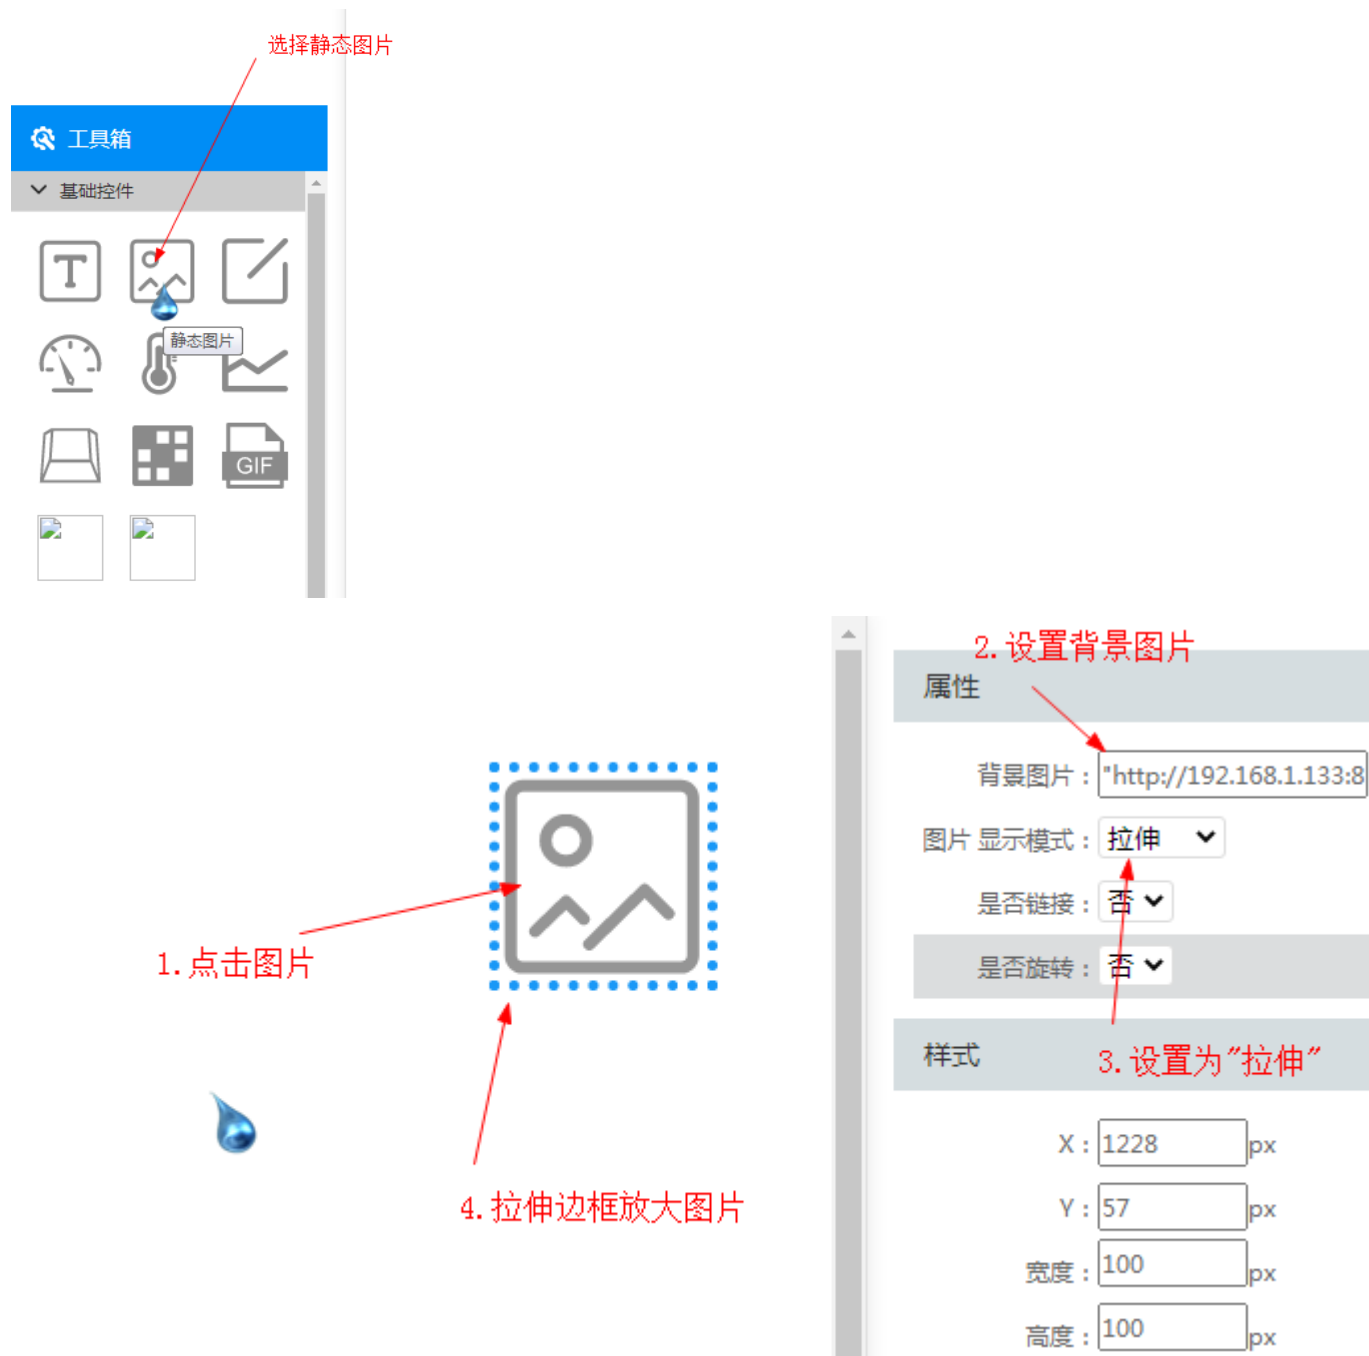 选择静态图片
工具箱
基础控件
T
静态图片
GIF
2.设置背景图片
属性
背景图片： "http://192.168.1.133:8
图片 显示模式： 拉伸
是否链接： 否
1.点击图片
是否旋转： 否
样式
3.设置为"拉伸"
X： 1228 px
4.拉伸边框放大图片
Y： 57 px
宽度： 100 px
高度： 100 px